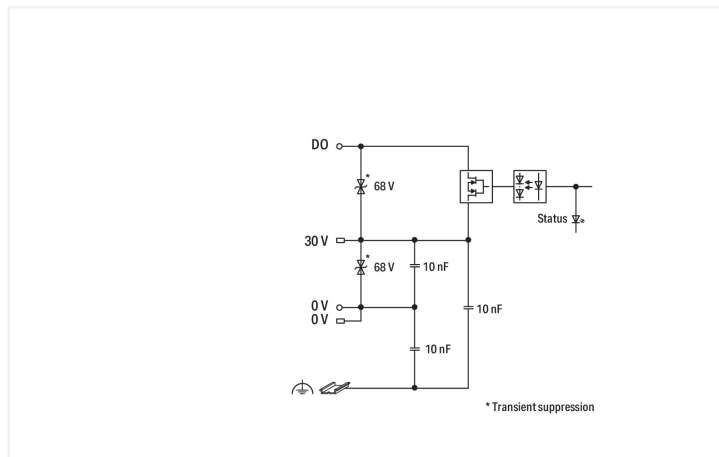 DO
* 68 V
Status
30 V
* 68 V
10 nF
0 V
0 V
10 nF
10 nF
* Transient suppression